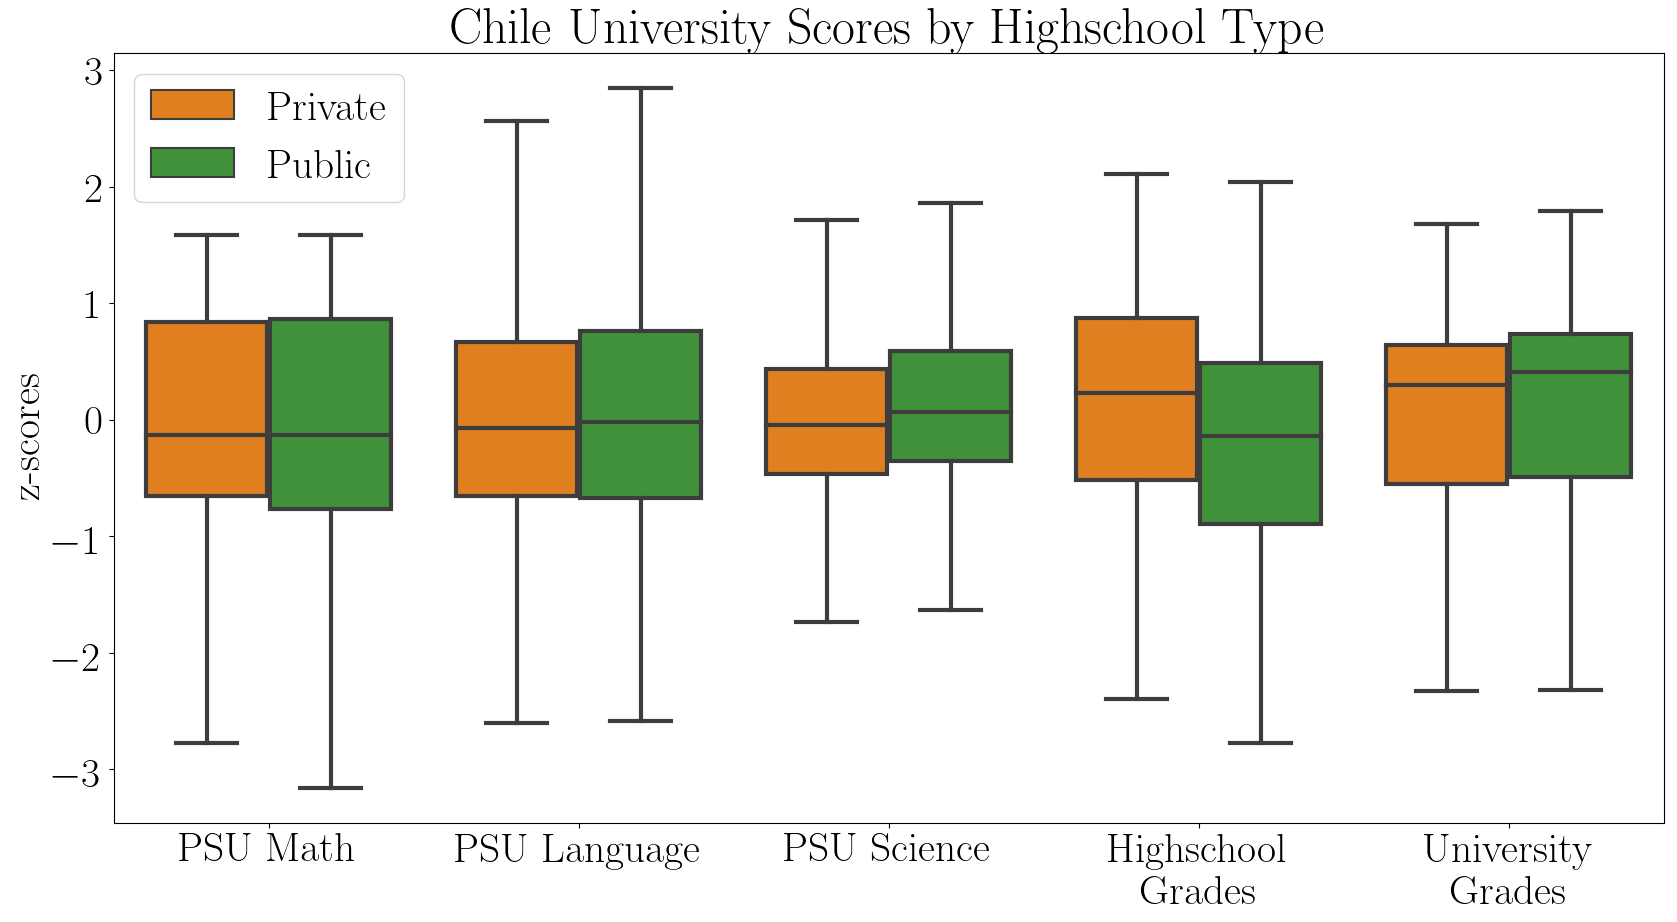 Chile University Scores by Highschool Type
Private
Public
z-scores
3
2
1
0
−1
−2
−3
PSU Math
PSU Language
PSU Science
Highschool
Grades
University
Grades